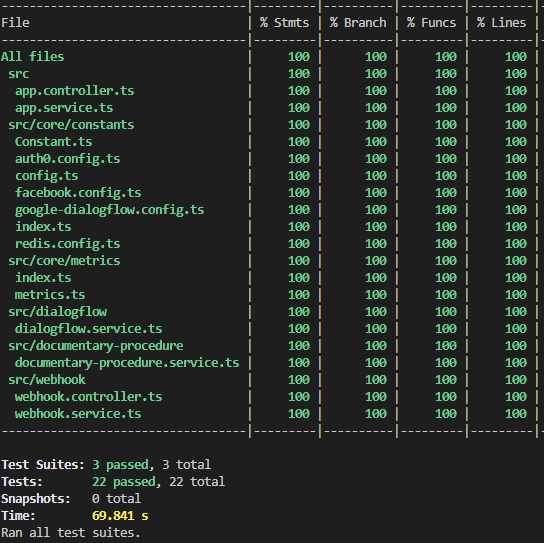 --------------------------------|---------|----------|---------|---------|
File                            | % Stmts | % Branch | % Funcs | % Lines |
--------------------------------|---------|----------|---------|---------|
All files                       |     100 |      100 |     100 |     100 |
 src                            |     100 |      100 |     100 |     100 |
  app.controller.ts             |     100 |      100 |     100 |     100 |
  app.service.ts                |     100 |      100 |     100 |     100 |
 src/core/constants             |     100 |      100 |     100 |     100 |
  Constant.ts                   |     100 |      100 |     100 |     100 |
  auth0.config.ts               |     100 |      100 |     100 |     100 |
  config.ts                     |     100 |      100 |     100 |     100 |
  facebook.config.ts            |     100 |      100 |     100 |     100 |
  google-dialogflow.config.ts   |     100 |      100 |     100 |     100 |
  index.ts                      |     100 |      100 |     100 |     100 |
  redis.config.ts               |     100 |      100 |     100 |     100 |
 src/core/metrics               |     100 |      100 |     100 |     100 |
  index.ts                      |     100 |      100 |     100 |     100 |
  metrics.ts                    |     100 |      100 |     100 |     100 |
 src/dialogflow                 |     100 |      100 |     100 |     100 |
  dialogflow.service.ts         |     100 |      100 |     100 |     100 |
 src/documentary-procedure      |     100 |      100 |     100 |     100 |
  documentary-procedure.service.ts |     100 |      100 |     100 |     100 |
 src/webhook                    |     100 |      100 |     100 |     100 |
  webhook.controller.ts         |     100 |      100 |     100 |     100 |
  webhook.service.ts            |     100 |      100 |     100 |     100 |
--------------------------------|---------|----------|---------|---------|
Test Suites: 3 passed, 3 total
Tests:       22 passed, 22 total
Snapshots:   0 total
Time:        69.841 s
Ran all test suites.